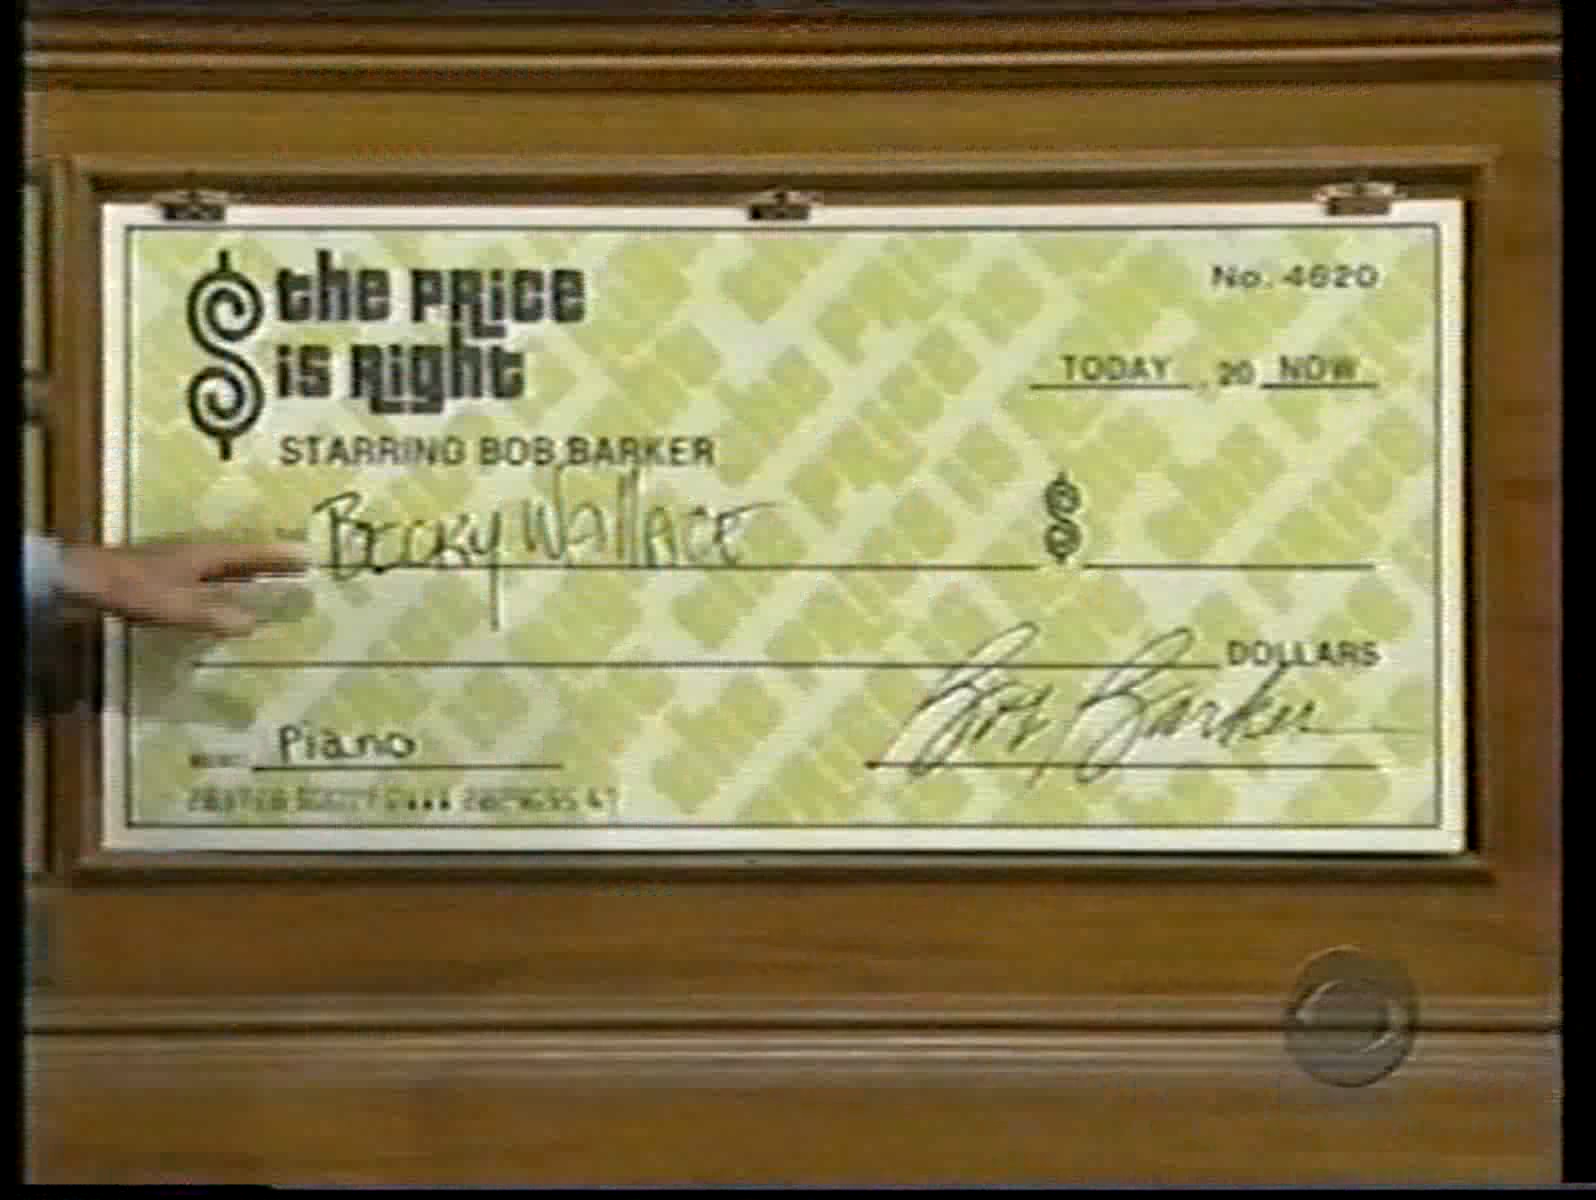 the PRice
is Right
No. 4620
TODAY , 20 NOW
STARRING BOB BARKER
Becky Wallace $
DOLLARS
Piano Bob Barker